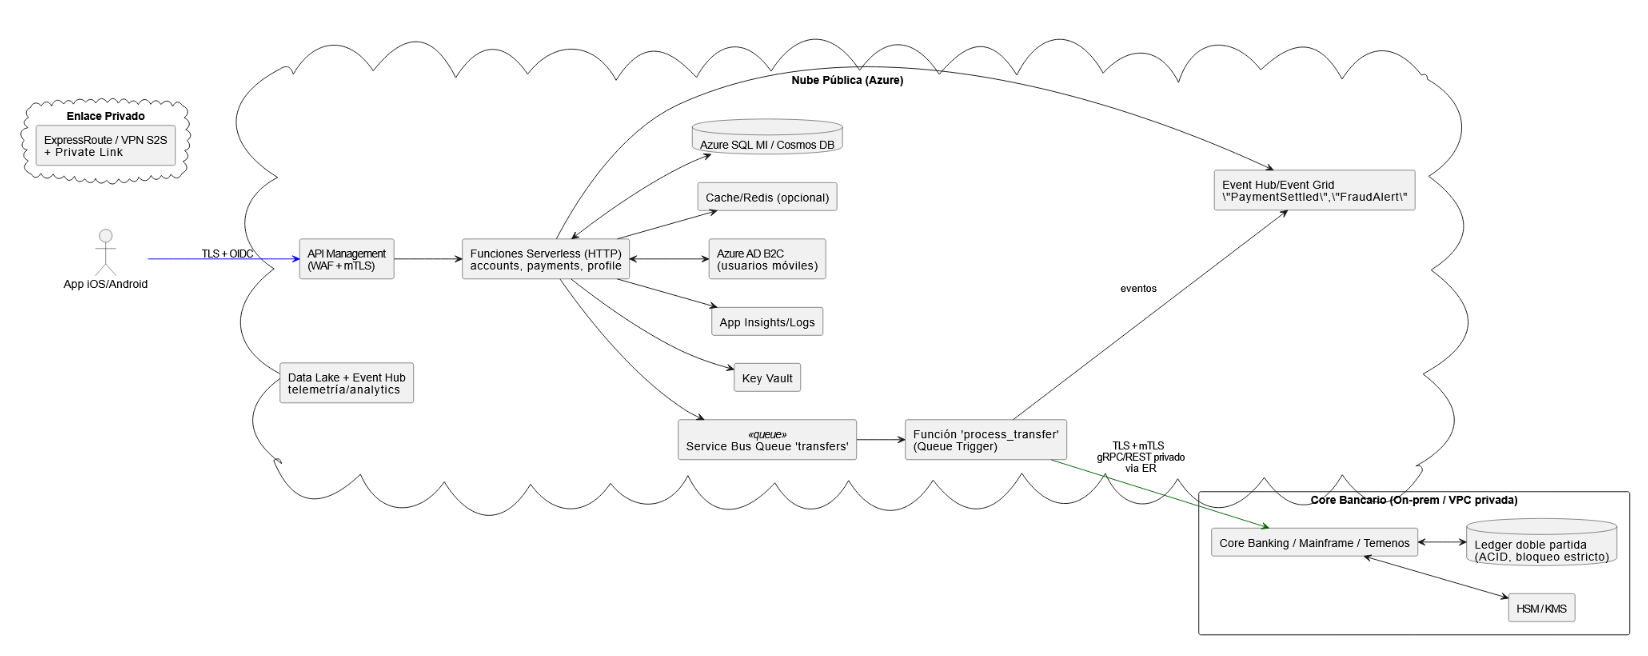 Nube Pública (Azure)
Enlace Privado
ExpressRoute / VPN S2S
+ Private Link
App iOS/Android
TLS + OIDC
API Management
(WAF + mTLS)
Funciones Serverless (HTTP)
accounts, payments, profile
Azure SQL MI / Cosmos DB
Cache/Redis (opcional)
Azure AD B2C
(usuarios móviles)
App Insights/Logs
Key Vault
Data Lake + Event Hub
telemetría/analytics
«queue»
Service Bus Queue 'transfers'
Función 'process_transfer'
(Queue Trigger)
eventos
Event Hub/Event Grid
\"PaymentSettled\",\"FraudAlert\"
TLS + mTLS
gRPC/REST privado
via ER
Core Bancario (On-prem / VPC privada)
Core Banking / Mainframe / Temenos
Ledger doble partida
(ACID, bloqueo estricto)
HSM / KMS